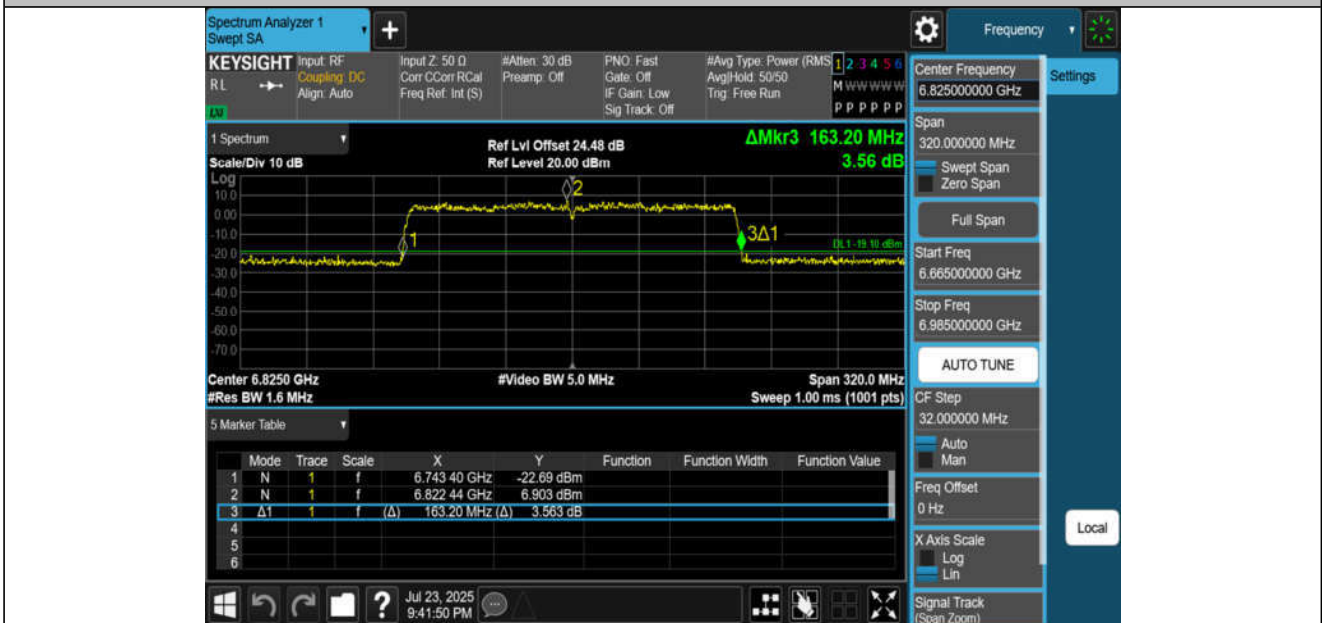 Spectrum Analyzer 1
Swept SA
+
Frequency
KEYSIGHT
RL
Input: RF
Coupling: DC
Align: Auto
Input Z: 50 Ω
Corr CCorr RCal
Freq Ref: Int (S)
#Atten: 30 dB
Preamp: Off
PNO: Fast
Gate: Off
IF Gain: Low
Sig Track: Off
#Avg Type: Power (RMS
Avg|Hold: 50/50
Trig: Free Run
1 2 3 4 5 6
M W W W W W
P P P P P P
1 Spectrum
Scale/Div 10 dB
Ref Lvl Offset 24.48 dB
Ref Level 20.00 dBm
ΔMkr3 163.20 MHz
3.56 dB
Log
10.0
0.00
-10.0
-20.0
-30.0
-40.0
-50.0
-60.0
-70.0
2
1
3Δ1
DL1 -19.10 dBm
Center 6.8250 GHz
#Video BW 5.0 MHz
Span 320.0 MHz
#Res BW 1.6 MHz
Sweep 1.00 ms (1001 pts)
5 Marker Table
Mode Trace Scale X Y Function Function Width Function Value
1 N 1 f 6.743 40 GHz -22.69 dBm
2 N 1 f 6.822 44 GHz 6.903 dBm
3 Δ1 1 f (Δ) 163.20 MHz (Δ) 3.563 dB
4
5
6
?
Jul 23, 2025
9:41:50 PM
Center Frequency
6.825000000 GHz
Settings
Span
320.000000 MHz
Swept Span
Zero Span
Full Span
Start Freq
6.665000000 GHz
Stop Freq
6.985000000 GHz
AUTO TUNE
CF Step
32.000000 MHz
Auto
Man
Freq Offset
0 Hz
X Axis Scale
Log
Lin
Local
Signal Track
(Span Zoom)